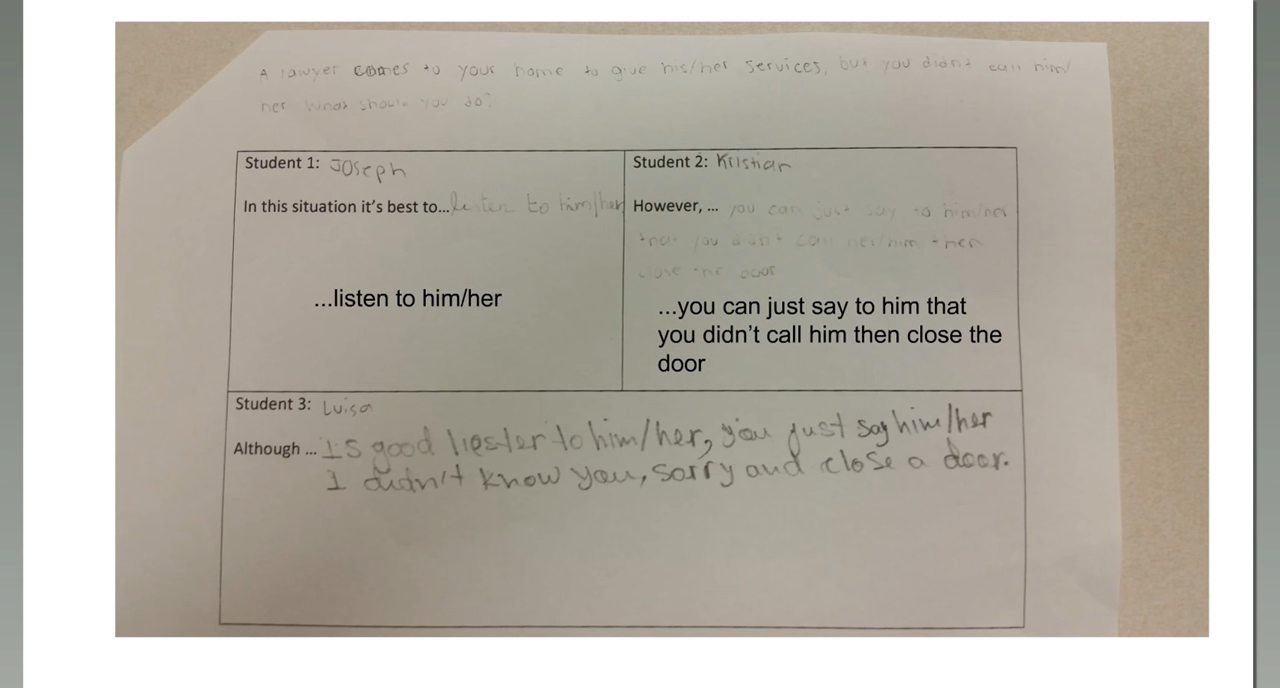 A lawyer comes to your home to give his/her services, but you didn't call him/
her what should you do?
Student 1: Joseph
In this situation it's best to... listen to him/her
...listen to him/her
Student 2: Kristian
However, ... you can just say to him/her
that you didn't call her/him then
close the door
...you can just say to him that
you didn't call him then close the
door
Student 3: Luisa
Although ... Is good liester to him/her, you just say him/her
I didn't know you, sorry and close a door.